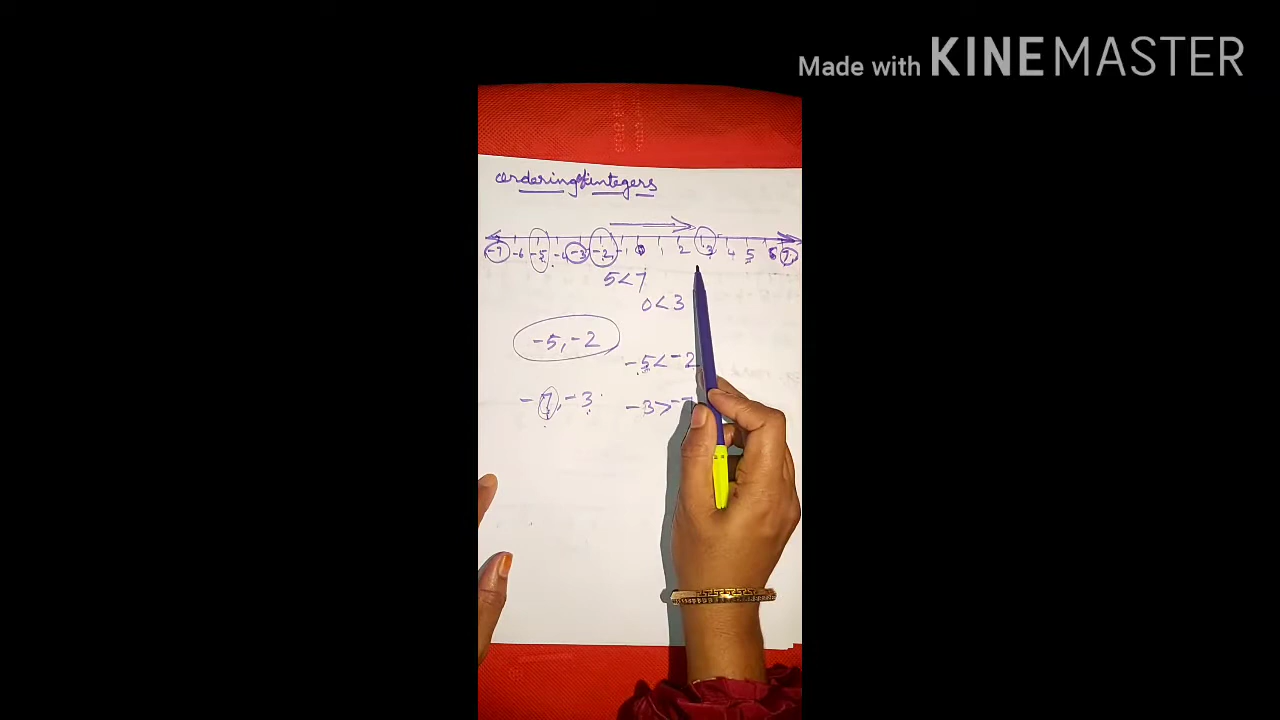 Made with KINEMASTER
ordering of integers
-7 -6 -5 -4 -3 -2 -1 0 1 2 3 4 5 6 7
5<7
0<3
-5, -2
-5<-2
-7, -3
-3>-7